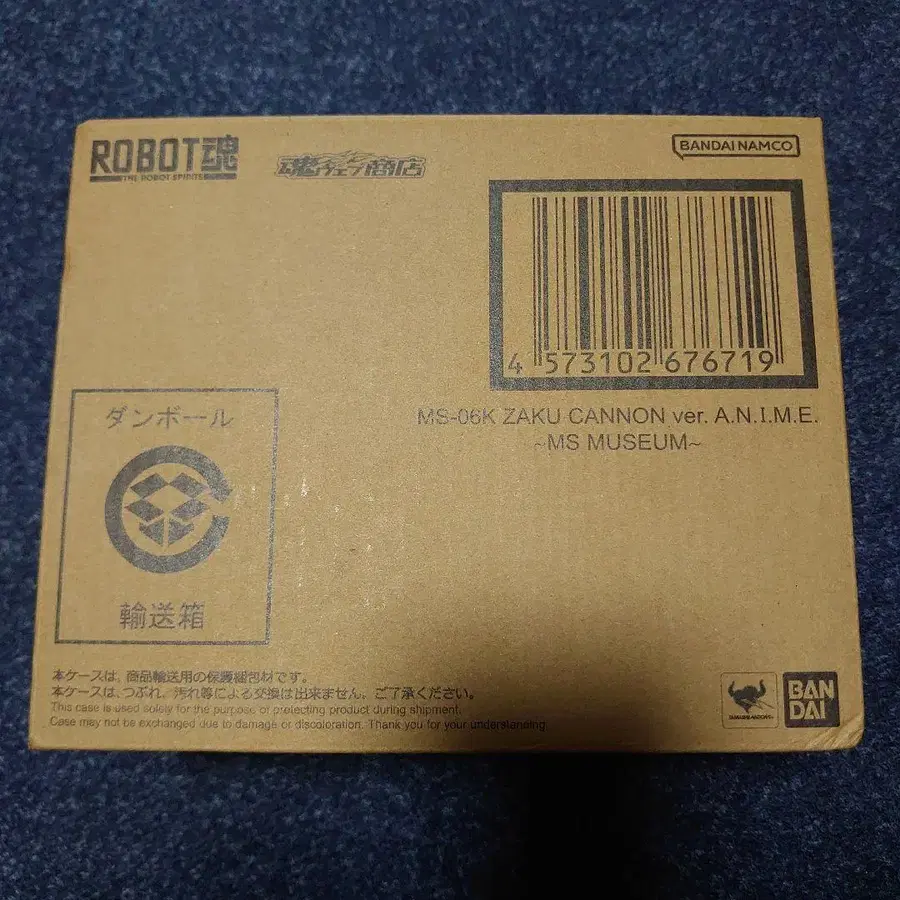 ROBOT魂
THE ROBOT SPIRITS
魂ウェブ商店
BANDAI NAMCO
4 573102 676719
MS-06K ZAKU CANNON ver. A.N.I.M.E.
~MS MUSEUM~
ダンボール
輸送箱
本ケースは、商品輸送用の保護梱包材です。
本ケースは、つぶれ、汚れ等による交換は出来ません。ご了承ください。
This case is used solely for the purpose of protecting product during shipment.
Case may not be exchanged due to damage or discoloration. Thank you for your understanding.
BAN
DAI